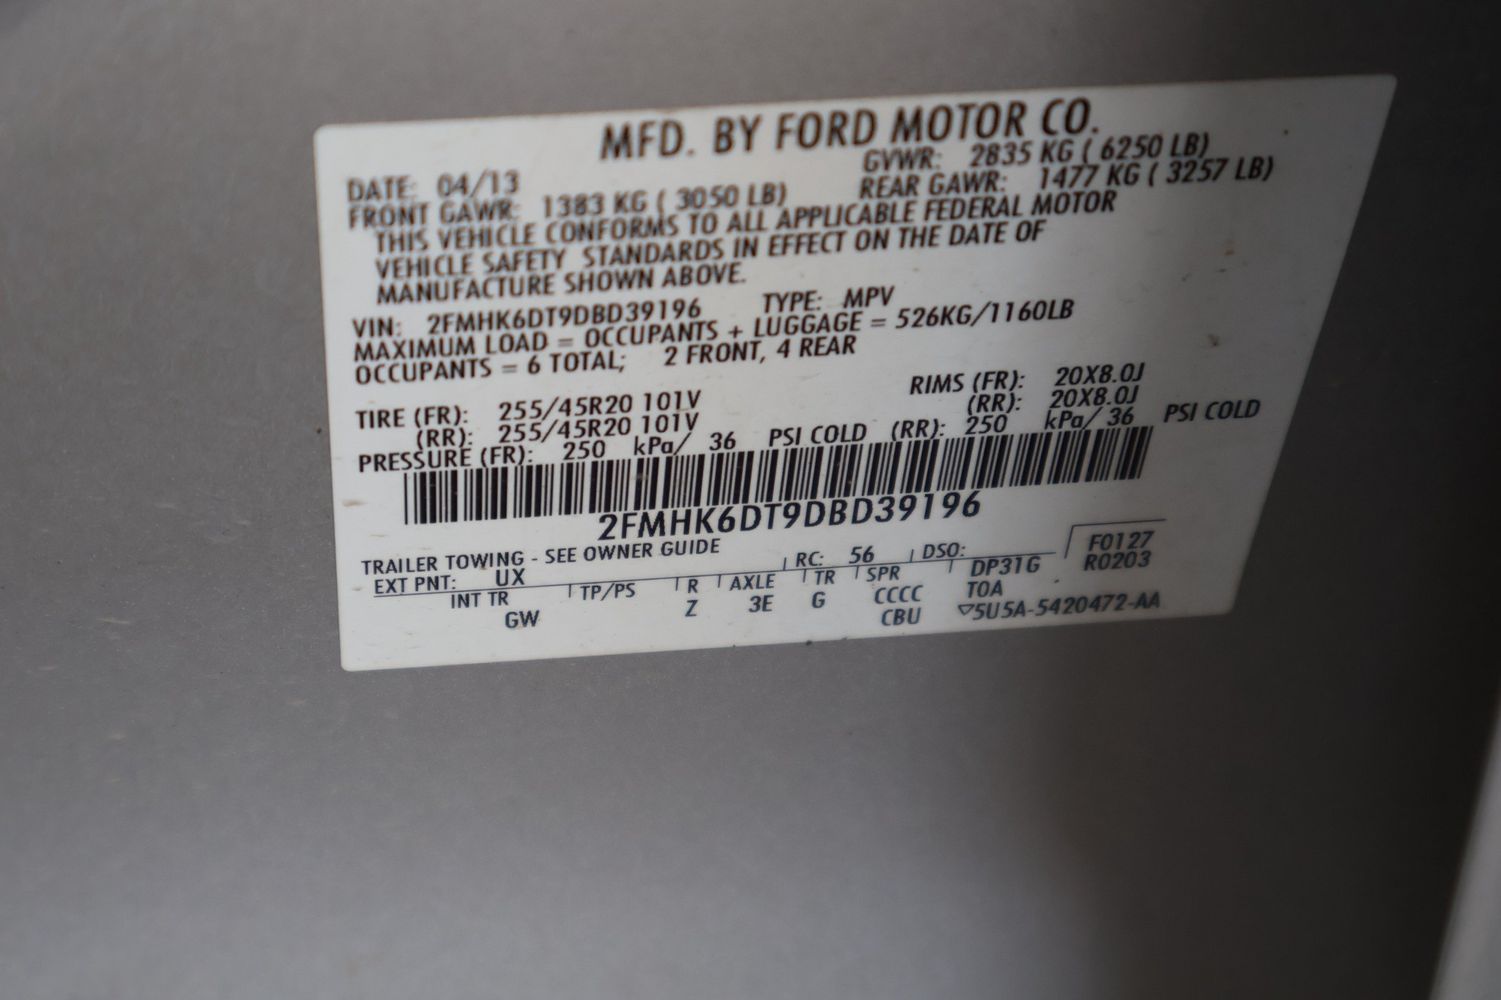 MFD. BY FORD MOTOR CO.
DATE: 04/13 GVWR: 2835 KG ( 6250 LB)
FRONT GAWR: 1383 KG ( 3050 LB) REAR GAWR: 1477 KG ( 3257 LB)
THIS VEHICLE CONFORMS TO ALL APPLICABLE FEDERAL MOTOR
VEHICLE SAFETY STANDARDS IN EFFECT ON THE DATE OF
MANUFACTURE SHOWN ABOVE.
VIN: 2FMHK6DT9DBD39196 TYPE: MPV
MAXIMUM LOAD = OCCUPANTS + LUGGAGE = 526KG/1160LB
OCCUPANTS = 6 TOTAL; 2 FRONT, 4 REAR
TIRE (FR): 255/45R20 101V RIMS (FR): 20X8.0J
(RR): 255/45R20 101V (RR): 20X8.0J
PRESSURE (FR): 250 kPa/ 36 PSI COLD (RR): 250 kPa/ 36 PSI COLD
2FMHK6DT9DBD39196
TRAILER TOWING - SEE OWNER GUIDE
EXT PNT: UX RC: 56 DSO: F0127
INT TR TP/PS R AXLE TR SPR DP31G R0203
GW Z 3E G CCCC TOA
CBU ▽5U5A-5420472-AA